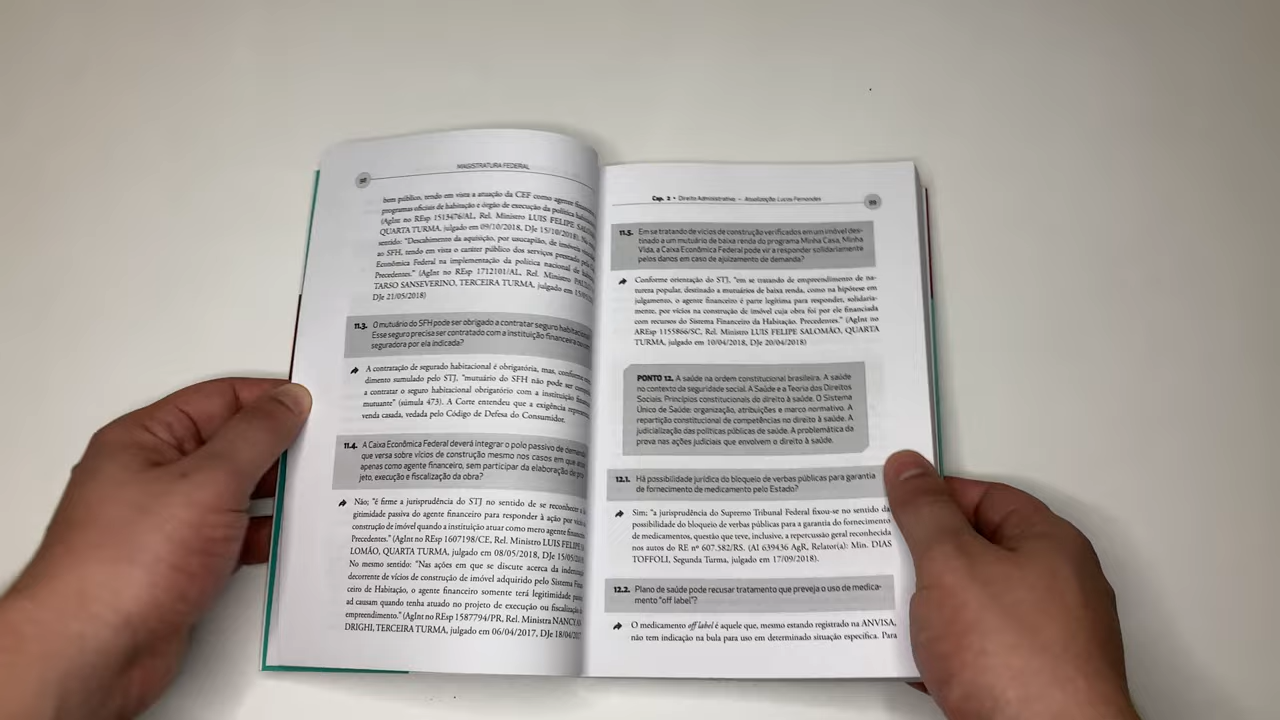 MAGISTRATURA FEDERAL
98
bem público, tendo em vista a atuação da CEF como agente
programas oficiais de habitação e órgão de execução da política
(AgInt no REsp 1513476/AL, Rel. Ministro LUIS FELIPE
QUARTA TURMA, julgado em 09/10/2018, DJe 15/10/2018). No
sentido: "Descabimento da aquisição, por usucapião, de imóveis
ao SFH, tendo em vista o caráter público dos serviços prestados
Econômica Federal na implementação da política nacional de
Precedentes." (AgInt no REsp 1712101/AL, Rel. Ministro
TARSO SANSEVERINO, TERCEIRA TURMA, julgado em
DJe 21/05/2018)
11.3. O mutuário do SFH pode ser obrigado a contratar seguro habitacional
Esse seguro precisa ser contratado com a instituição financeira
seguradora por ela indicada?
A contratação de segurado habitacional é obrigatória, mas, conforme
dimento sumulado pelo STJ, "mutuário do SFH não pode ser
a contratar o seguro habitacional obrigatório com a instituição
mutuante" (súmula 473). A Corte entendeu que a exigência
venda casada, vedada pelo Código de Defesa do Consumidor.
11.4. A Caixa Econômica Federal deverá integrar o polo passivo de
que versa sobre vícios de construção mesmo nos casos em que
apenas como agente financeiro, sem participar da elaboração de pro
jeto, execução e fiscalização da obra?
Não; "é firme a jurisprudência do STJ no sentido de se reconhecer a
gitimidade passiva do agente financeiro para responder à ação por
construção de imóvel quando a instituição atuar como mero agente
Precedentes." (AgInt no REsp 1607198/CE, Rel. Ministro LUIS FELIPE
LOMÃO, QUARTA TURMA, julgado em 08/05/2018, DJe
No mesmo sentido: "Nas ações em que se discute acerca da
decorrente de vícios de construção de imóvel adquirido pelo Sistema
ceiro de Habitação, o agente financeiro somente terá legitimidade
ad causam quando tenha atuado no projeto de execução ou
empreendimento." (AgInt no REsp 1587794/PR, Rel. Ministra NANCY
DRIGHI, TERCEIRA TURMA, julgado em 06/04/2017, DJe 18/04/2017
Cap. 2 • Direito Administrativo – Atualização Lucas Fernandes
99
11.5. Em se tratando de vícios de construção verificados em um imóvel des-
tinado a um mutuário de baixa renda do programa Minha Casa, Minha
Vida, a Caixa Econômica Federal pode vir a responder solidariamente
pelos danos em caso de ajuizamento de demanda?
Conforme orientação do STJ, "em se tratando de empreendimento de na-
tureza popular, destinado a mutuários de baixa renda, como na hipótese em
julgamento, o agente financeiro é parte legítima para responder, solidaria-
mente, por vícios na construção de imóvel cuja obra foi por ele financiada
com recursos do Sistema Financeiro da Habitação. Precedentes." (AgInt no
AREsp 1155866/SC, Rel. Ministro LUIS FELIPE SALOMÃO, QUARTA
TURMA, julgado em 10/04/2018, DJe 20/04/2018)
PONTO 12. A saúde na ordem constitucional brasileira. A saúde
no contexto da seguridade social. A Saúde e a Teoria dos Direitos
Sociais. Princípios constitucionais do direito à saúde. O Sistema
Único de Saúde: organização, atribuições e marco normativo. A
repartição constitucional de competências no direito à saúde. A
judicialização das políticas públicas de saúde. A problemática da
prova nas ações judiciais que envolvem o direito à saúde.
12.1. Há possibilidade jurídica do bloqueio de verbas públicas para garantia
de fornecimento de medicamento pelo Estado?
Sim; "a jurisprudência do Supremo Tribunal Federal fixou-se no sentido da
possibilidade do bloqueio de verbas públicas para a garantia do fornecimento
de medicamentos, questão que teve, inclusive, a repercussão geral reconhecida
nos autos do RE nº 607.582/RS. (AI 639436 AgR, Relator(a): Min. DIAS
TOFFOLI, Segunda Turma, julgado em 17/09/2018).
12.2. Plano de saúde pode recusar tratamento que preveja o uso de medica-
mento "off label"?
O medicamento off label é aquele que, mesmo estando registrado na ANVISA,
não tem indicação na bula para uso em determinado situação específica. Para